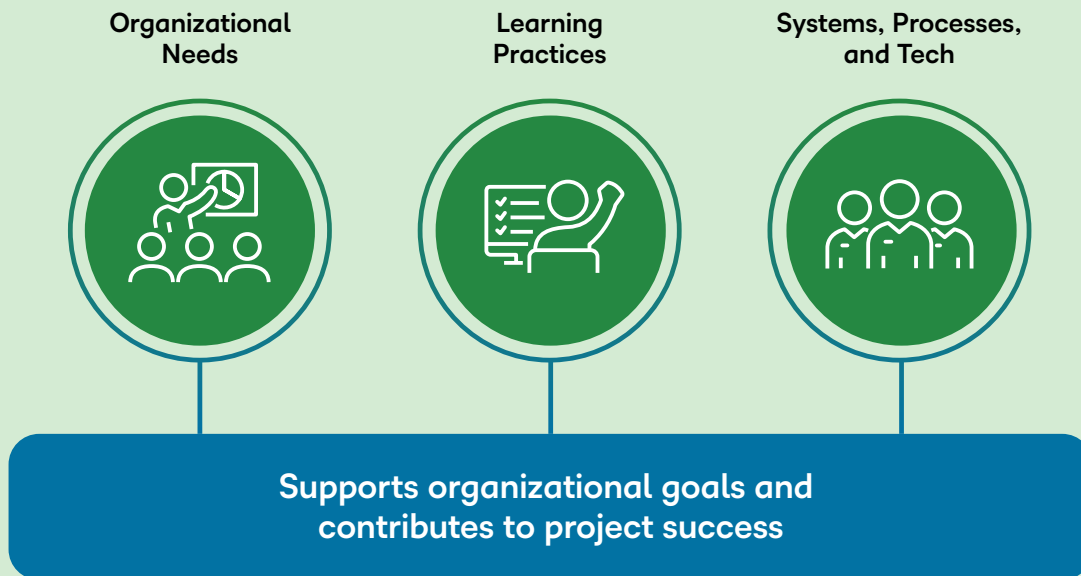 Organizational
Needs
Learning
Practices
Systems, Processes,
and Tech
Supports organizational goals and
contributes to project success